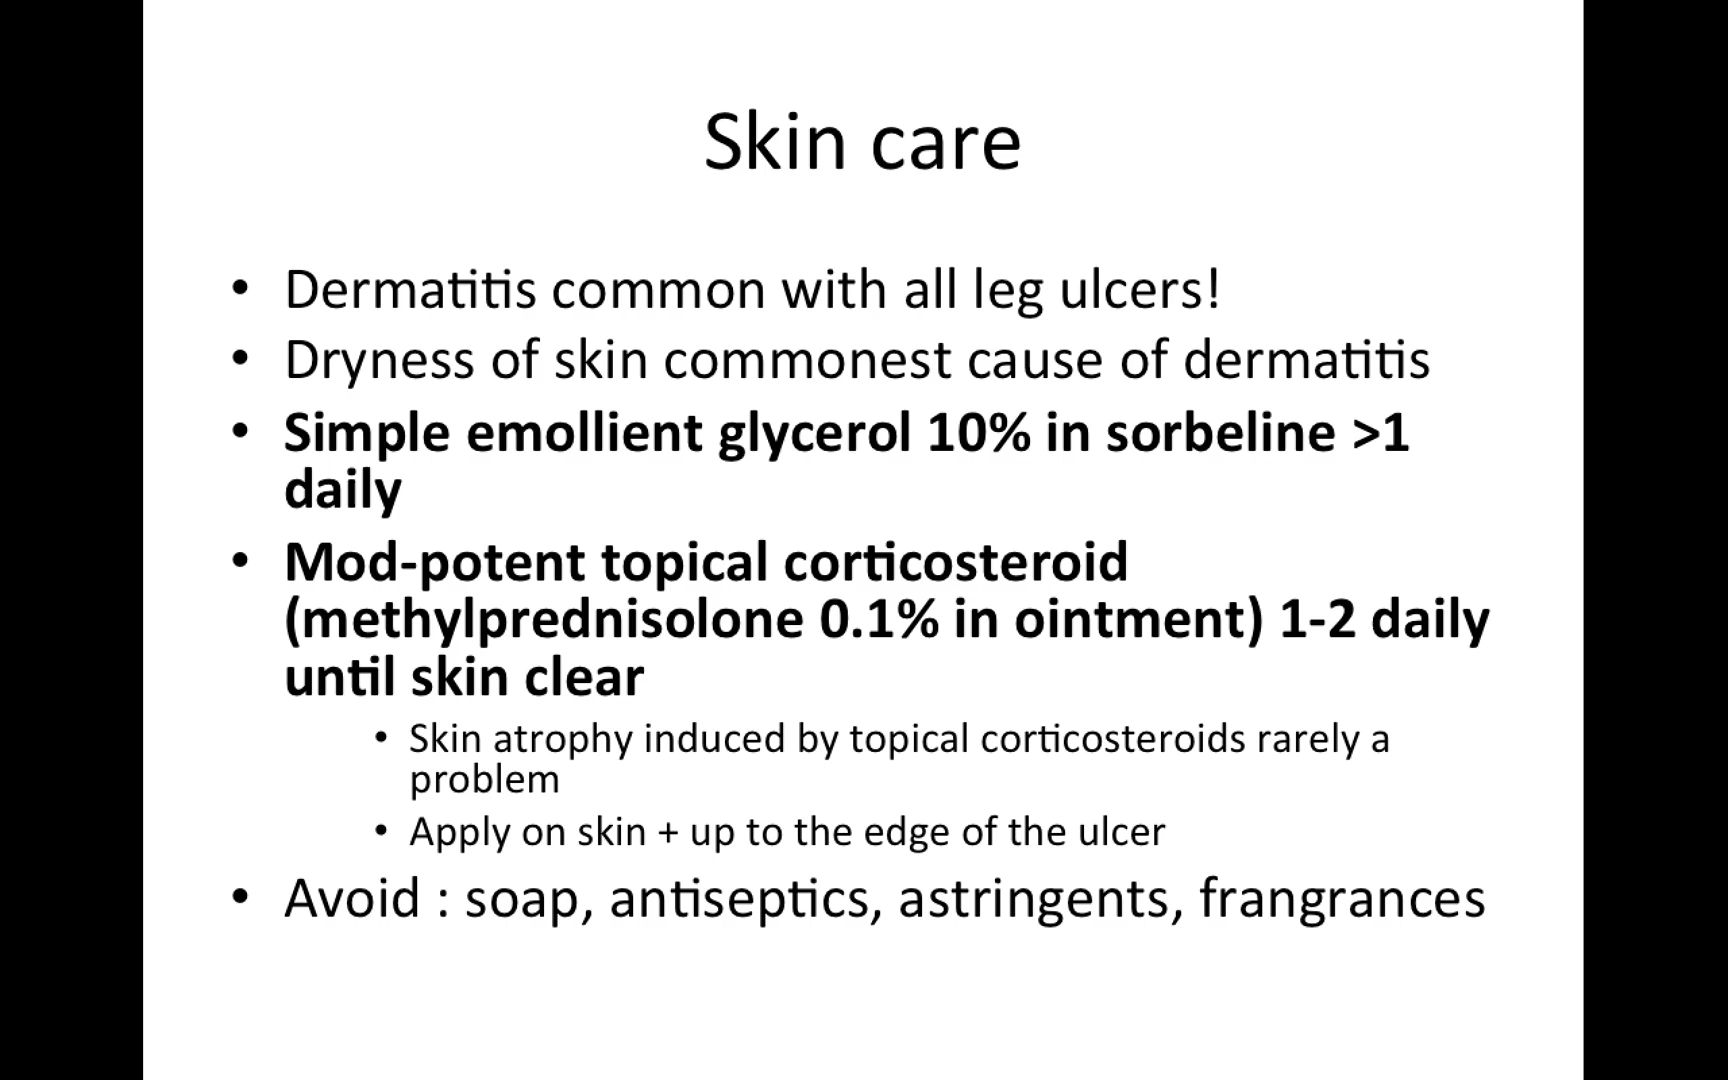 Skin care
• Dermatitis common with all leg ulcers!
• Dryness of skin commonest cause of dermatitis
• Simple emollient glycerol 10% in sorbeline >1
daily
• Mod-potent topical corticosteroid
(methylprednisolone 0.1% in ointment) 1-2 daily
until skin clear
• Skin atrophy induced by topical corticosteroids rarely a
problem
• Apply on skin + up to the edge of the ulcer
• Avoid : soap, antiseptics, astringents, frangrances